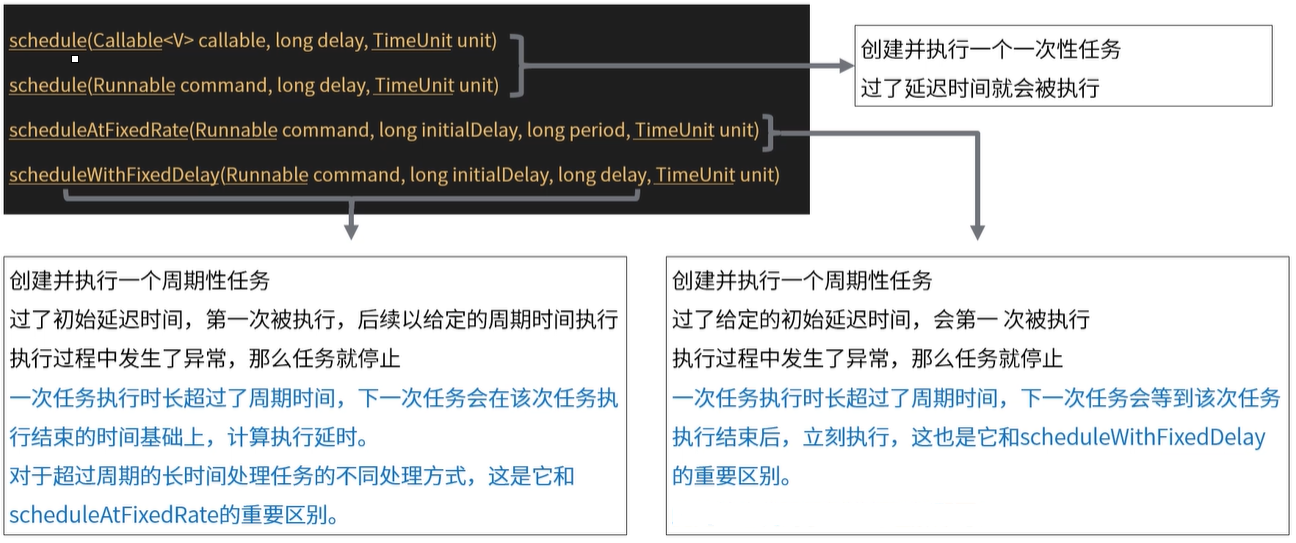 schedule(Callable<V> callable, long delay, TimeUnit unit)
schedule(Runnable command, long delay, TimeUnit unit)
scheduleAtFixedRate(Runnable command, long initialDelay, long period, TimeUnit unit)
scheduleWithFixedDelay(Runnable command, long initialDelay, long delay, TimeUnit unit)
创建并执行一个一次性任务
过了延迟时间就会被执行
创建并执行一个周期性任务
过了初始延迟时间，第一次被执行，后续以给定的周期时间执行
执行过程中发生了异常，那么任务就停止
一次任务执行时长超过了周期时间，下一次任务会在该次任务执
行结束的时间基础上，计算执行延时。
对于超过周期的长时间处理任务的不同处理方式，这是它和
scheduleAtFixedRate的重要区别。
创建并执行一个周期性任务
过了给定的初始延迟时间，会第一 次被执行
执行过程中发生了异常，那么任务就停止
一次任务执行时长超过了周期时间，下一次任务会等到该次任务
执行结束后，立刻执行，这也是它和scheduleWithFixedDelay
的重要区别。